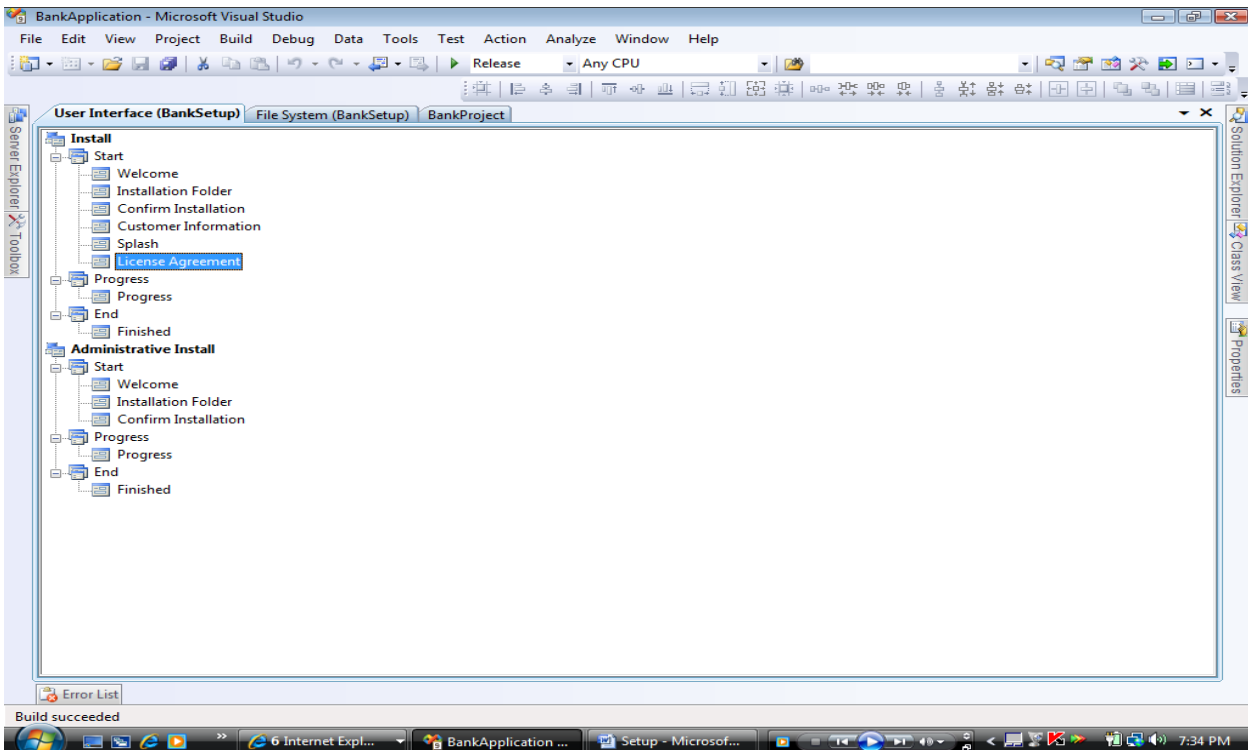 BankApplication - Microsoft Visual Studio
File Edit View Project Build Debug Data Tools Test Action Analyze Window Help
Release Any CPU
User Interface (BankSetup) File System (BankSetup) BankProject
Server Explorer
Toolbox
Install
Start
Welcome
Installation Folder
Confirm Installation
Customer Information
Splash
License Agreement
Progress
Progress
End
Finished
Administrative Install
Start
Welcome
Installation Folder
Confirm Installation
Progress
Progress
End
Finished
Solution Explorer
Class View
Properties
Error List
Build succeeded
6 Internet Expl... BankApplication ... Setup - Microsof... 7:34 PM